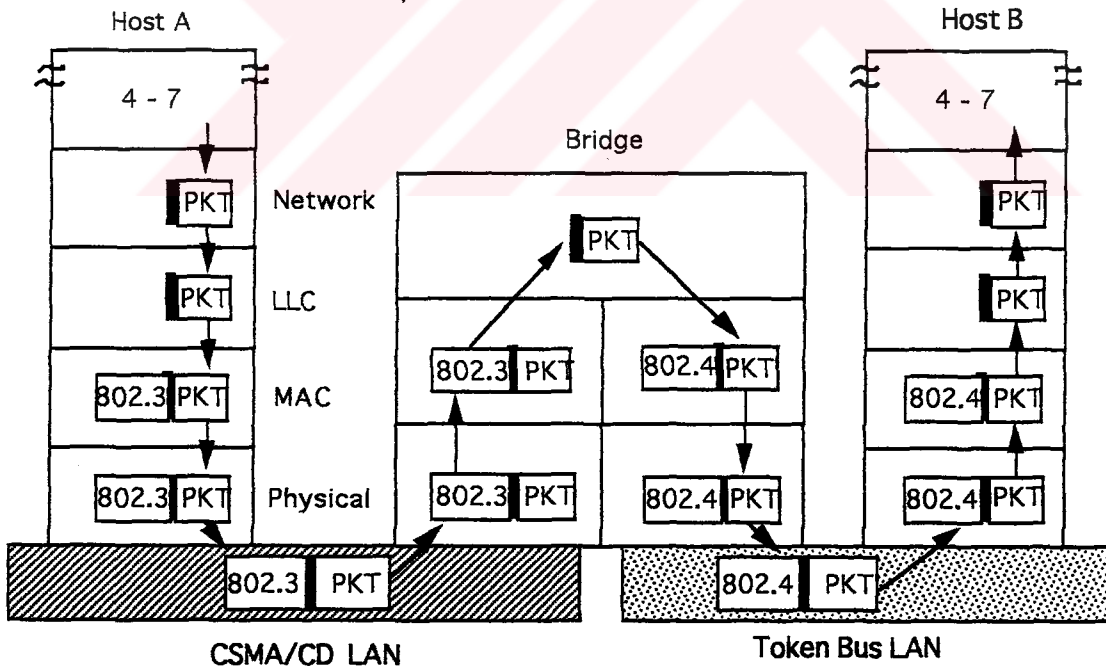 Host A
Host B
4 - 7
4 - 7
Bridge
PKT
Network
PKT
PKT
PKT
LLC
PKT
802.3 PKT
MAC
802.3 PKT
802.4 PKT
802.4 PKT
802.3 PKT
Physical
802.3 PKT
802.4 PKT
802.4 PKT
802.3 PKT
802.4 PKT
CSMA/CD LAN
Token Bus LAN